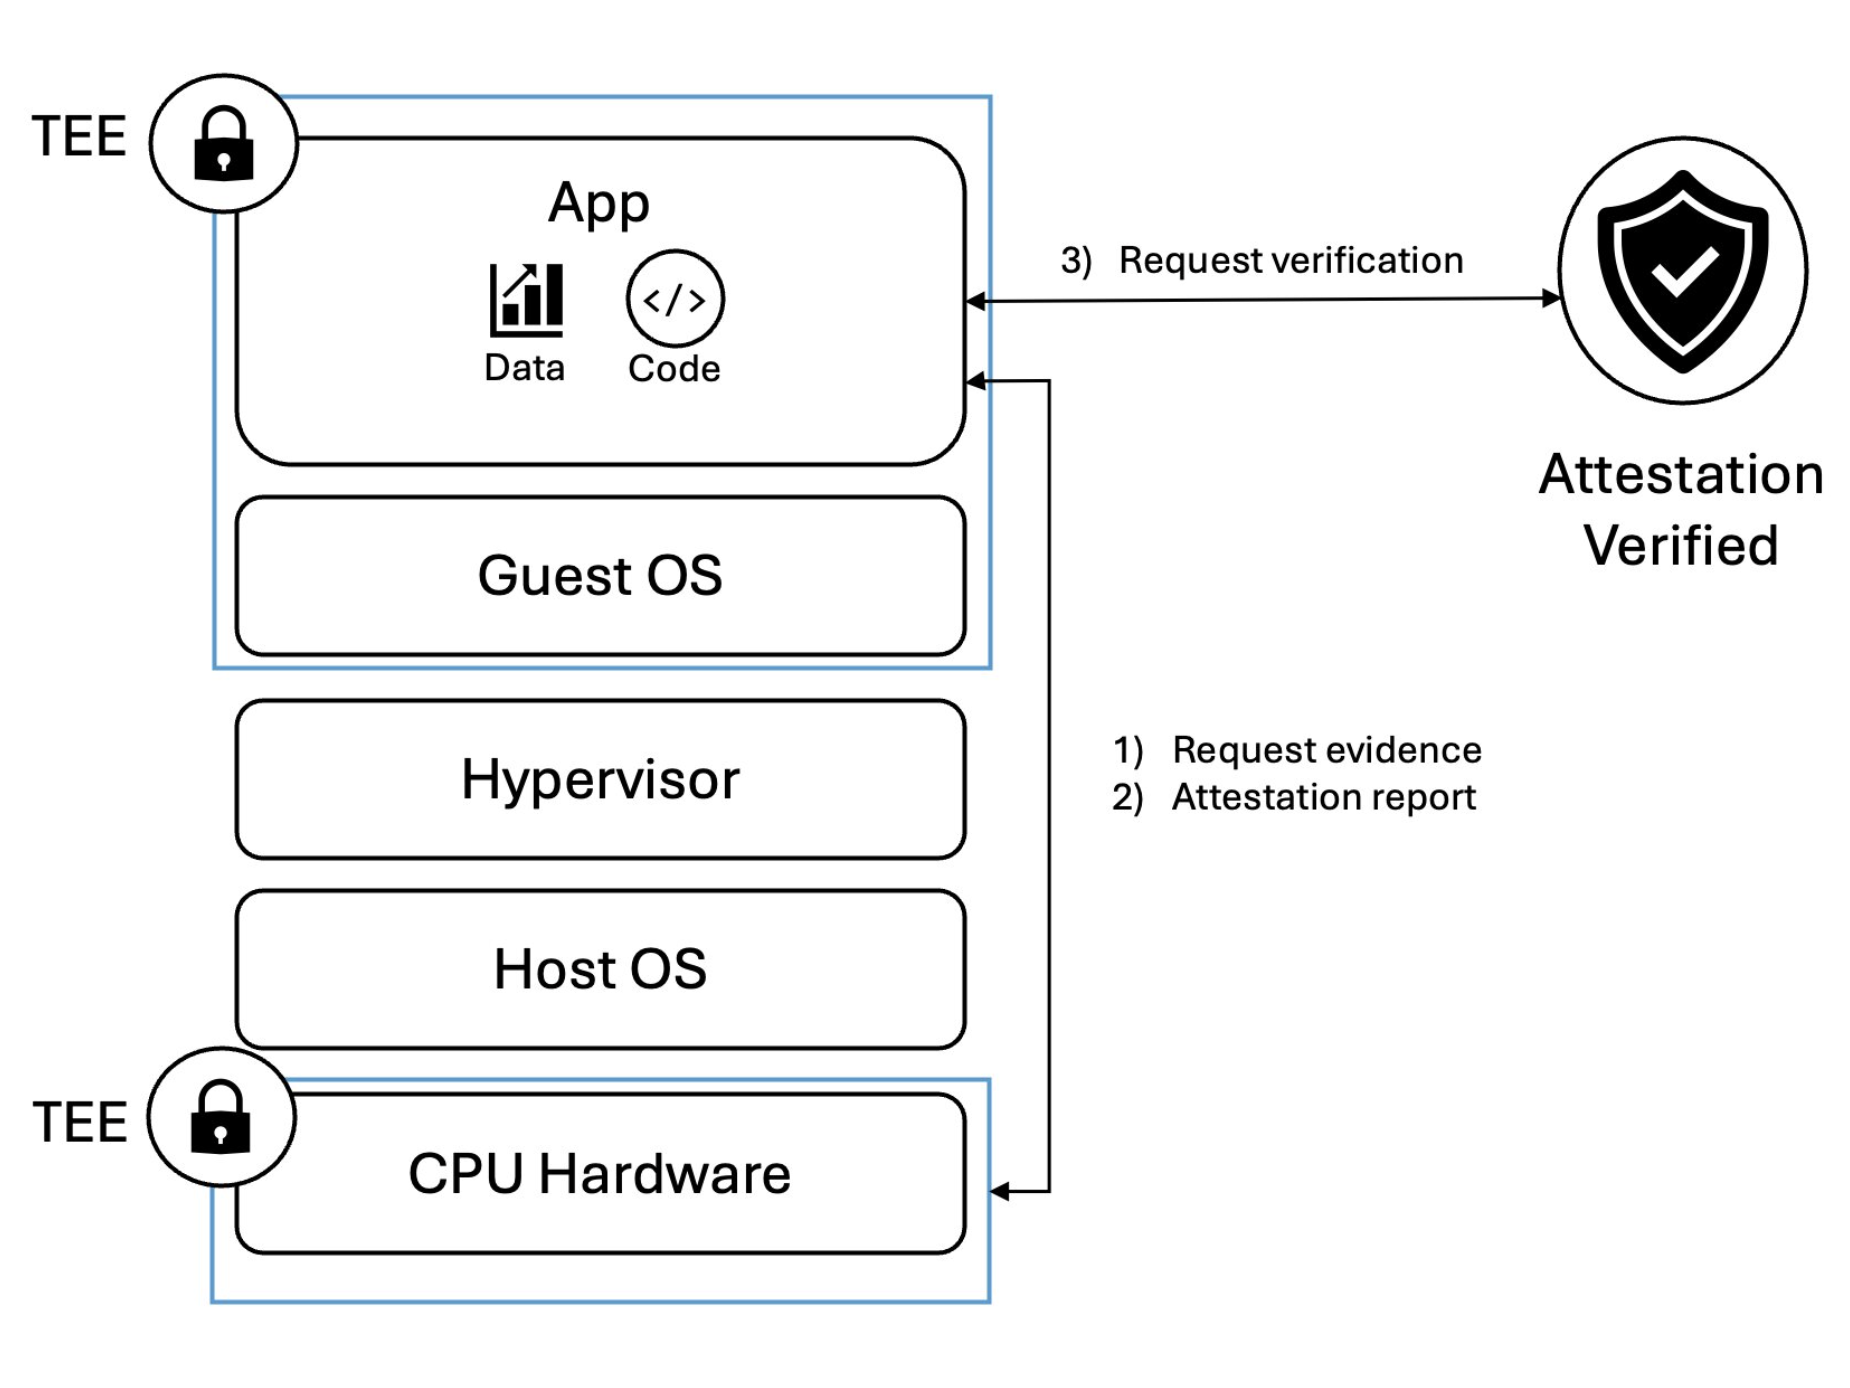 TEE
App
</>
Data
Code
3) Request verification
Attestation
Verified
Guest OS
Hypervisor
1) Request evidence
2) Attestation report
Host OS
TEE
CPU Hardware